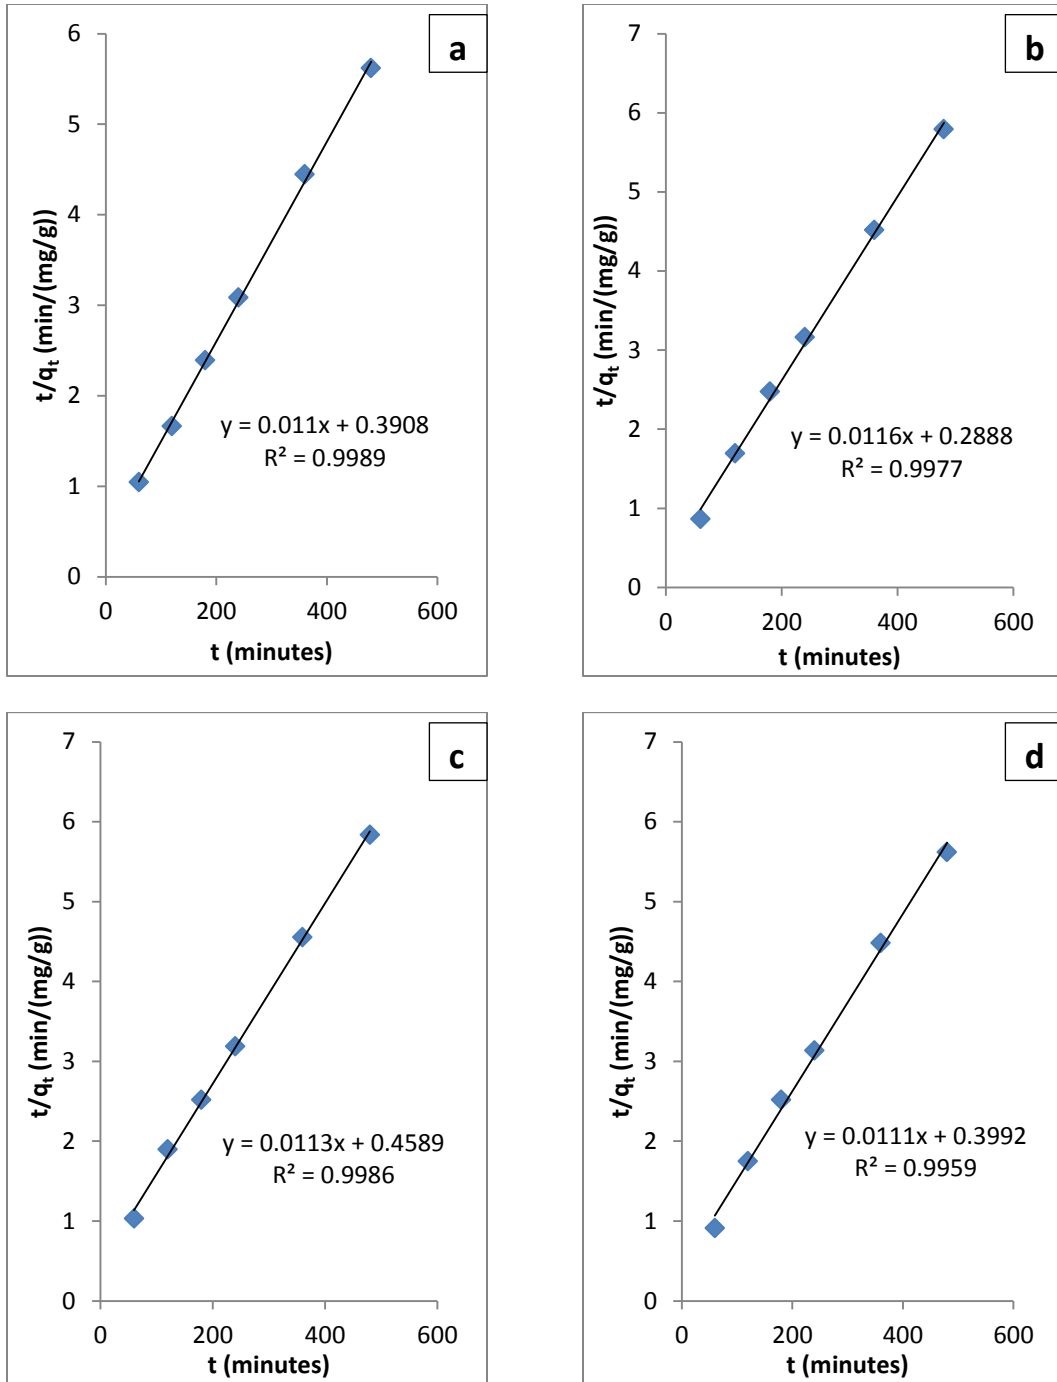 a
6
5
4
3
2
1
0
t/qt (min/(mg/g))
y = 0.011x + 0.3908
R² = 0.9989
0 200 400 600
t (minutes)
b
7
6
5
4
3
2
1
0
t/qt (min/(mg/g))
y = 0.0116x + 0.2888
R² = 0.9977
0 200 400 600
t (minutes)
c
7
6
5
4
3
2
1
0
t/qt (min/(mg/g))
y = 0.0113x + 0.4589
R² = 0.9986
0 200 400 600
t (minutes)
d
7
6
5
4
3
2
1
0
t/qt (min/(mg/g))
y = 0.0111x + 0.3992
R² = 0.9959
0 200 400 600
t (minutes)